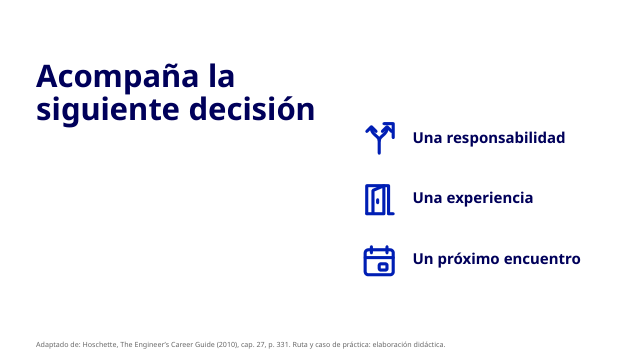 Acompaña la
siguiente decisión
Una responsabilidad
Una experiencia
Un próximo encuentro
Adaptado de: Hoschette, The Engineer's Career Guide (2010), cap. 27, p. 331. Ruta y caso de práctica: elaboración didáctica.